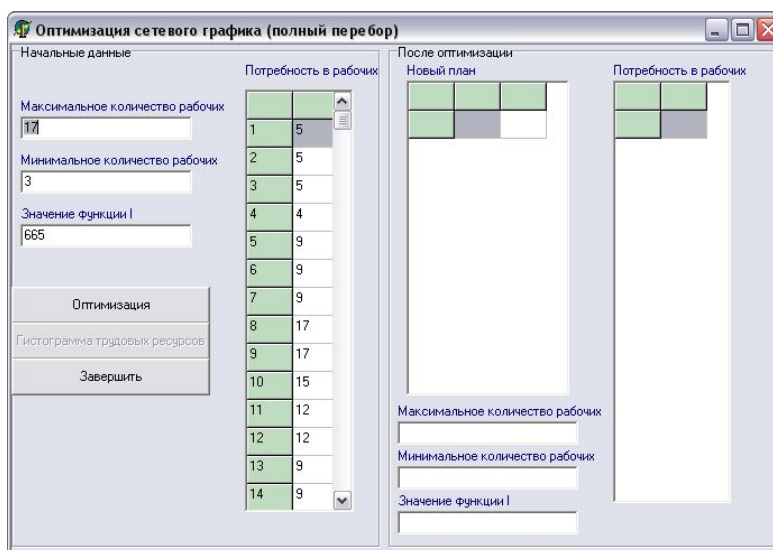 Оптимизация сетевого графика (полный перебор)
Начальные данные
Потребность в рабочих
Максимальное количество рабочих
17
Минимальное количество рабочих
3
Значение функции I
665
Оптимизация
Гистограмма трудовых ресурсов
Завершить
1 5
2 5
3 5
4 4
5 9
6 9
7 9
8 17
9 17
10 15
11 12
12 12
13 9
14 9
После оптимизации
Новый план
Потребность в рабочих
Максимальное количество рабочих
Минимальное количество рабочих
Значение функции I